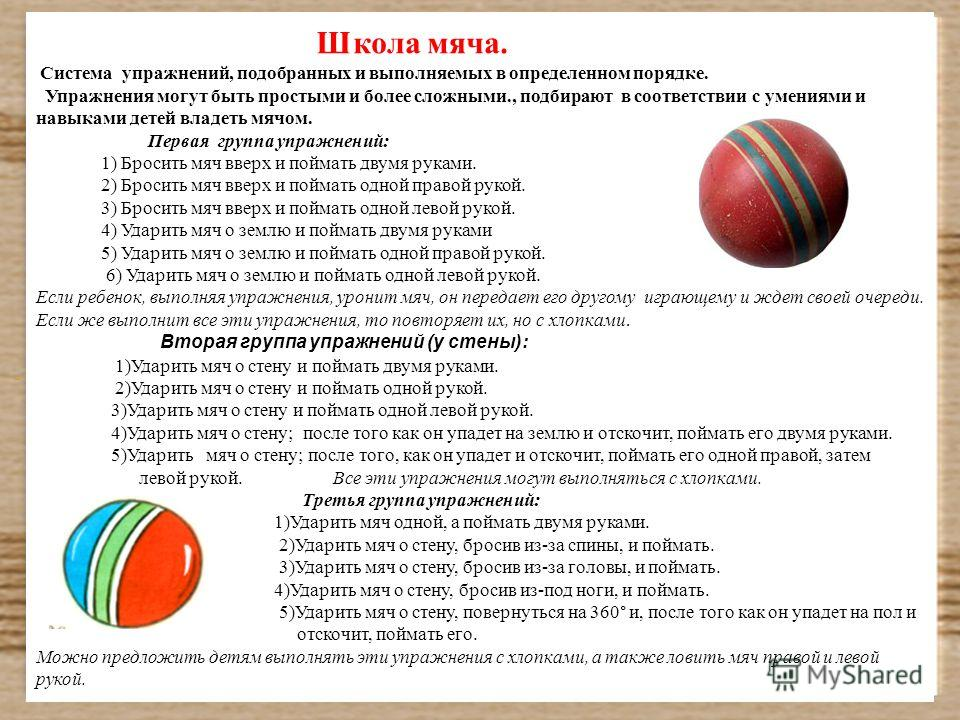 Школа мяча.
Система упражнений, подобранных и выполняемых в определенном порядке.
Упражнения могут быть простыми и более сложными., подбирают в соответствии с умениями и
навыками детей владеть мячом.
Первая группа упражнений:
1) Бросить мяч вверх и поймать двумя руками.
2) Бросить мяч вверх и поймать одной правой рукой.
3) Бросить мяч вверх и поймать одной левой рукой.
4) Ударить мяч о землю и поймать двумя руками
5) Ударить мяч о землю и поймать одной правой рукой.
6) Ударить мяч о землю и поймать одной левой рукой.
Если ребенок, выполняя упражнения, уронит мяч, он передает его другому играющему и ждет своей очереди.
Если же выполнит все эти упражнения, то повторяет их, но с хлопками.
Вторая группа упражнений (у стены):
1)Ударить мяч о стену и поймать двумя руками.
2)Ударить мяч о стену и поймать одной рукой.
3)Ударить мяч о стену и поймать одной левой рукой.
4)Ударить мяч о стену; после того как он упадет на землю и отскочит, поймать его двумя руками.
5)Ударить мяч о стену; после того, как он упадет и отскочит, поймать его одной правой, затем
левой рукой. Все эти упражнения могут выполняться с хлопками.
Третья группа упражнений:
1)Ударить мяч одной, а поймать двумя руками.
2)Ударить мяч о стену, бросив из-за спины, и поймать.
3)Ударить мяч о стену, бросив из-за головы, и поймать.
4)Ударить мяч о стену, бросив из-под ноги, и поймать.
5)Ударить мяч о стену, повернуться на 360° и, после того как он упадет на пол и
отскочит, поймать его.
Можно предложить детям выполнять эти упражнения с хлопками, а также ловить мяч правой и левой
рукой.
MyShared